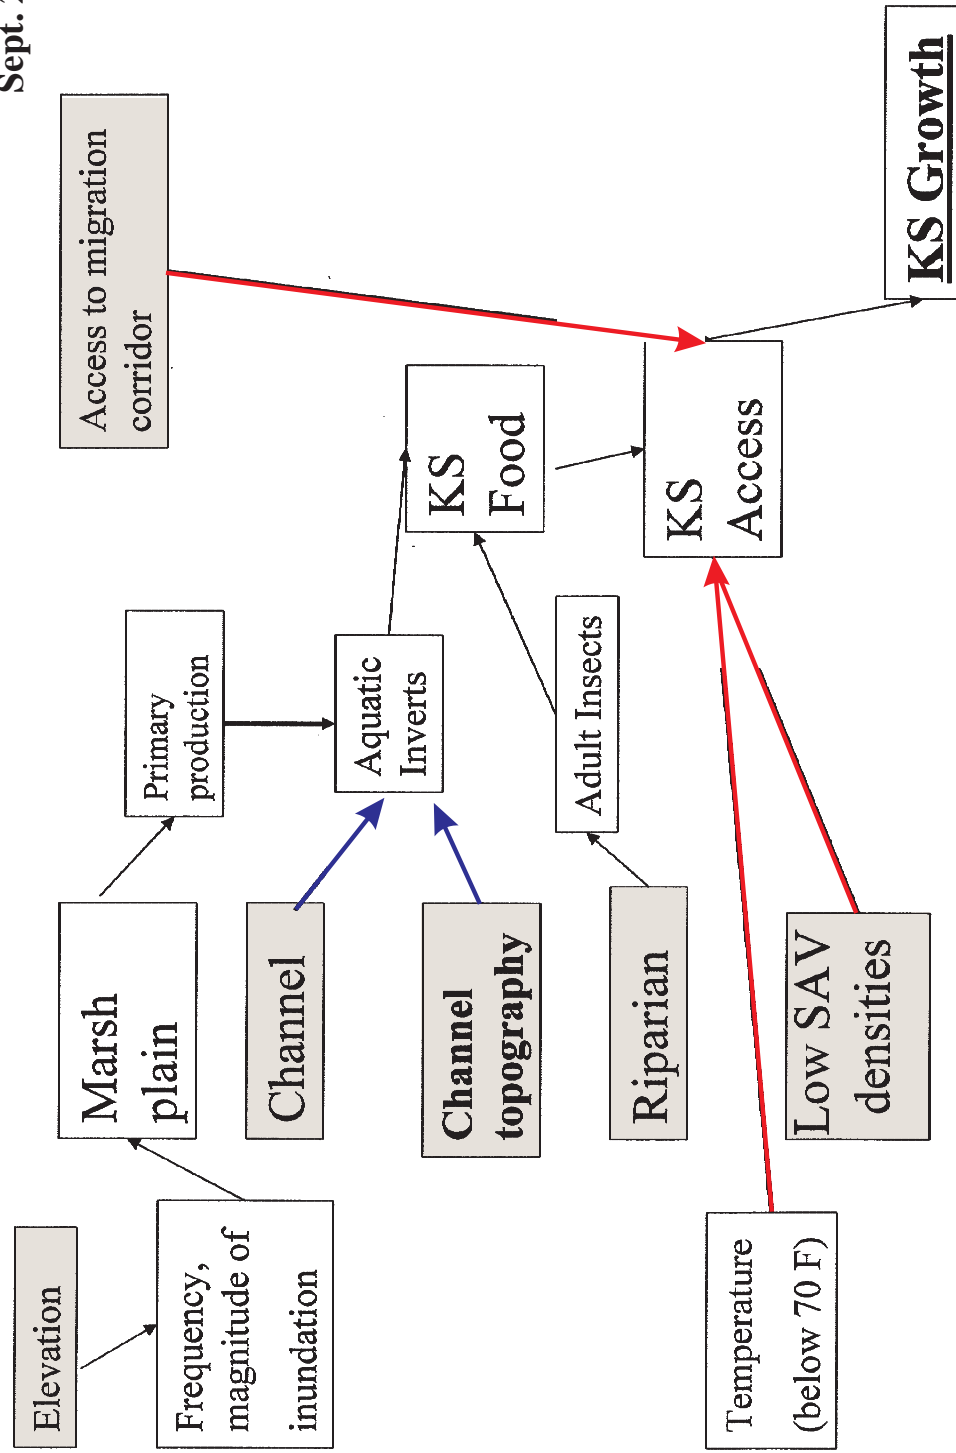 Sept.
Elevation
Frequency,
magnitude of
inundation
Marsh
plain
Primary
production
Access to migration
corridor
Channel
Aquatic
Inverts
Channel
topography
KS
Food
Riparian
Adult Insects
Temperature
(below 70 F)
Low SAV
densities
KS
Access
KS Growth